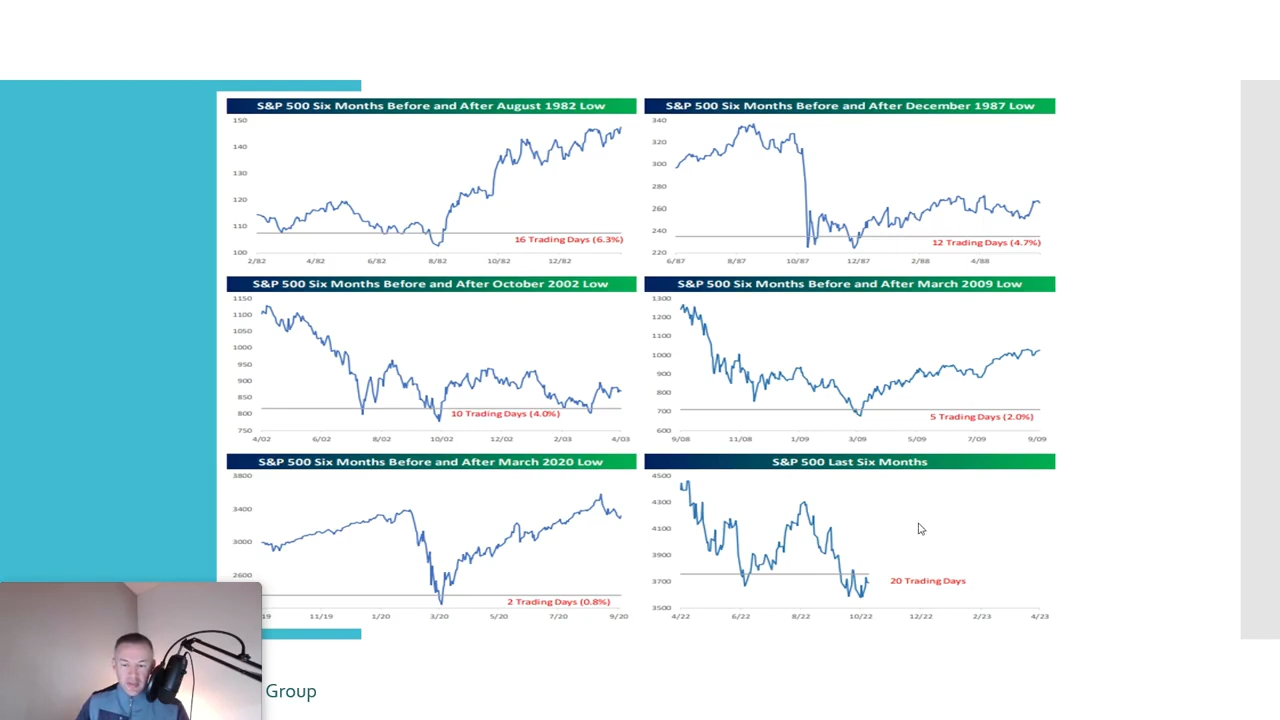 S&P 500 Six Months Before and After August 1982 Low
150
140
130
120
110
100
16 Trading Days (6.3%)
2/82 4/82 6/82 8/82 10/82 12/82
S&P 500 Six Months Before and After December 1987 Low
340
320
300
280
260
240
220
12 Trading Days (4.7%)
6/87 8/87 10/87 12/87 2/88 4/88
S&P 500 Six Months Before and After October 2002 Low
1150
1100
1050
1000
950
900
850
800
750
10 Trading Days (4.0%)
4/02 6/02 8/02 10/02 12/02 2/03 4/03
S&P 500 Six Months Before and After March 2009 Low
1300
1200
1100
1000
900
800
700
600
5 Trading Days (2.0%)
9/08 11/08 1/09 3/09 5/09 7/09 9/09
S&P 500 Six Months Before and After March 2020 Low
3800
3400
3000
2600
2 Trading Days (0.8%)
19 11/19 1/20 3/20 5/20 7/20 9/20
S&P 500 Last Six Months
4500
4300
4100
3900
3700
3500
20 Trading Days
4/22 6/22 8/22 10/22 12/22 2/23 4/23
Group